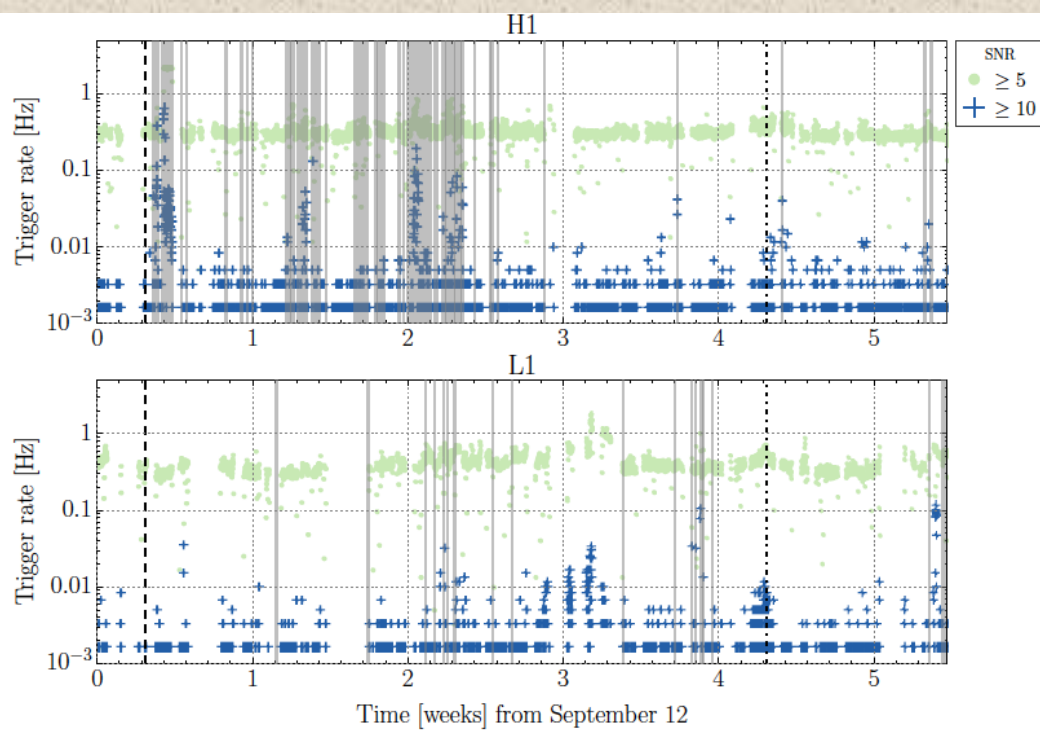 H1
SNR
≥ 5
≥ 10
Trigger rate [Hz]
1
0.1
0.01
10⁻³
0 1 2 3 4 5
L1
Trigger rate [Hz]
1
0.1
0.01
10⁻³
0 1 2 3 4 5
Time [weeks] from September 12